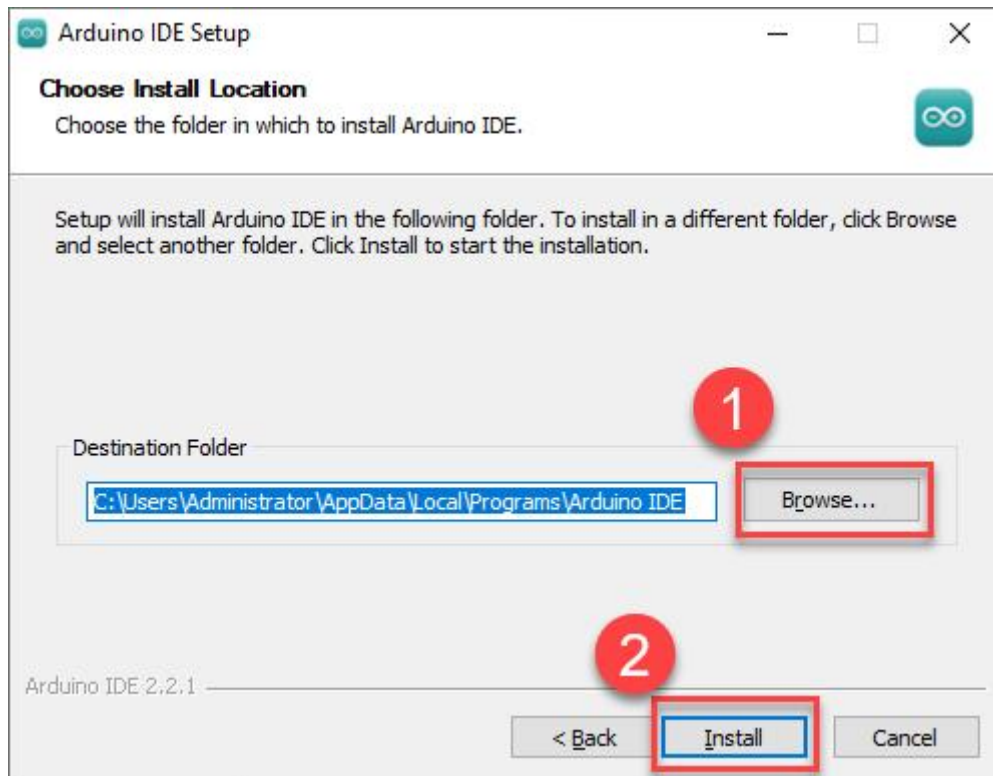 Arduino IDE Setup
Choose Install Location
Choose the folder in which to install Arduino IDE.
Setup will install Arduino IDE in the following folder. To install in a different folder, click Browse
and select another folder. Click Install to start the installation.
1
Destination Folder
C:\Users\Administrator\AppData\Local\Programs\Arduino IDE
Browse...
2
Arduino IDE 2.2.1
< Back
Install
Cancel